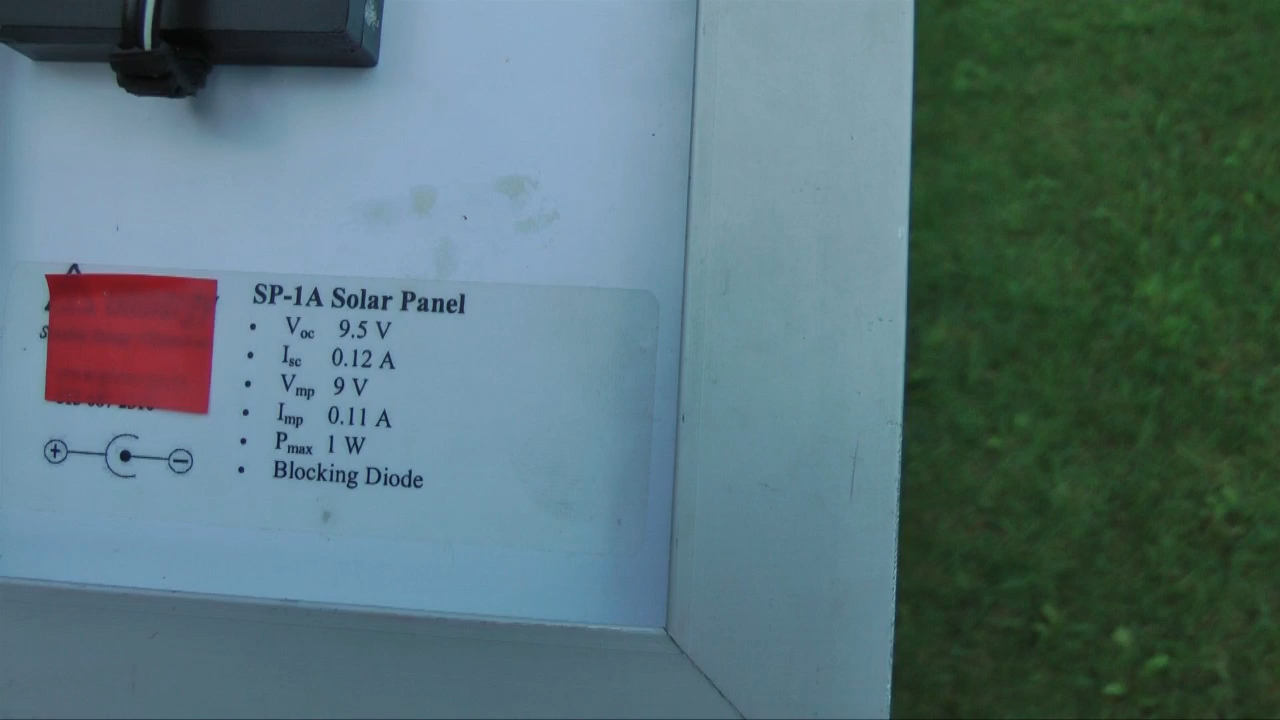 SP-1A Solar Panel
• Voc 9.5 V
• Isc 0.12 A
• Vmp 9 V
• Imp 0.11 A
• Pmax 1 W
• Blocking Diode